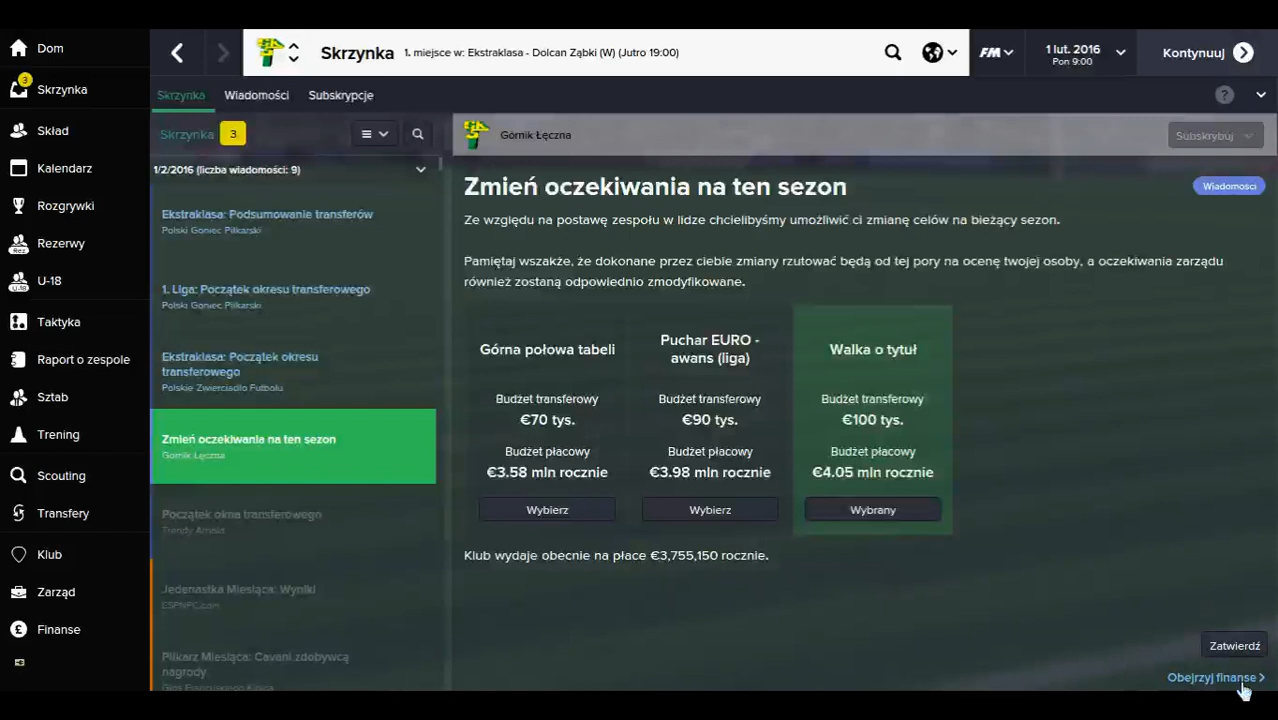 Dom
Skrzynka
3
Skład
Kalendarz
Rozgrywki
Rezerwy
U-18
Taktyka
Raport o zespole
Sztab
Trening
Scouting
Transfery
Klub
Zarząd
Finanse
Skrzynka
1. miejsce w: Ekstraklasa - Dolcan Ząbki (W) (Jutro 19:00)
FM
1 lut. 2016
Pon 9:00
Kontynuuj
Skrzynka
Wiadomości
Subskrypcje
?
Skrzynka
3
1/2/2016 (liczba wiadomości: 9)
Ekstraklasa: Podsumowanie transferów
Polski Goniec Piłkarski
1. Liga: Początek okresu transferowego
Polski Goniec Piłkarski
Ekstraklasa: Początek okresu
transferowego
Polskie Zwierciadło Futbolu
Zmień oczekiwania na ten sezon
Górnik Łęczna
Początek okna transferowego
Trendy Arnold
Jedenastka Miesiąca: Wyniki
ESPNFC.com
Piłkarz Miesiąca: Cavani zdobywcą
nagrody
Górnik Łęczna
Subskrybuj
Zmień oczekiwania na ten sezon
Wiadomości
Ze względu na postawę zespołu w lidze chcielibyśmy umożliwić ci zmianę celów na bieżący sezon.
Pamiętaj wszakże, że dokonane przez ciebie zmiany rzutować będą od tej pory na ocenę twojej osoby, a oczekiwania zarządu
również zostaną odpowiednio zmodyfikowane.
Górna połowa tabeli
Budżet transferowy
€70 tys.
Budżet płacowy
€3.58 mln rocznie
Wybierz
Puchar EURO -
awans (liga)
Budżet transferowy
€90 tys.
Budżet płacowy
€3.98 mln rocznie
Wybierz
Walka o tytuł
Budżet transferowy
€100 tys.
Budżet płacowy
€4.05 mln rocznie
Wybrany
Klub wydaje obecnie na płace €3,755,150 rocznie.
Zatwierdź
Obejrzyj finanse